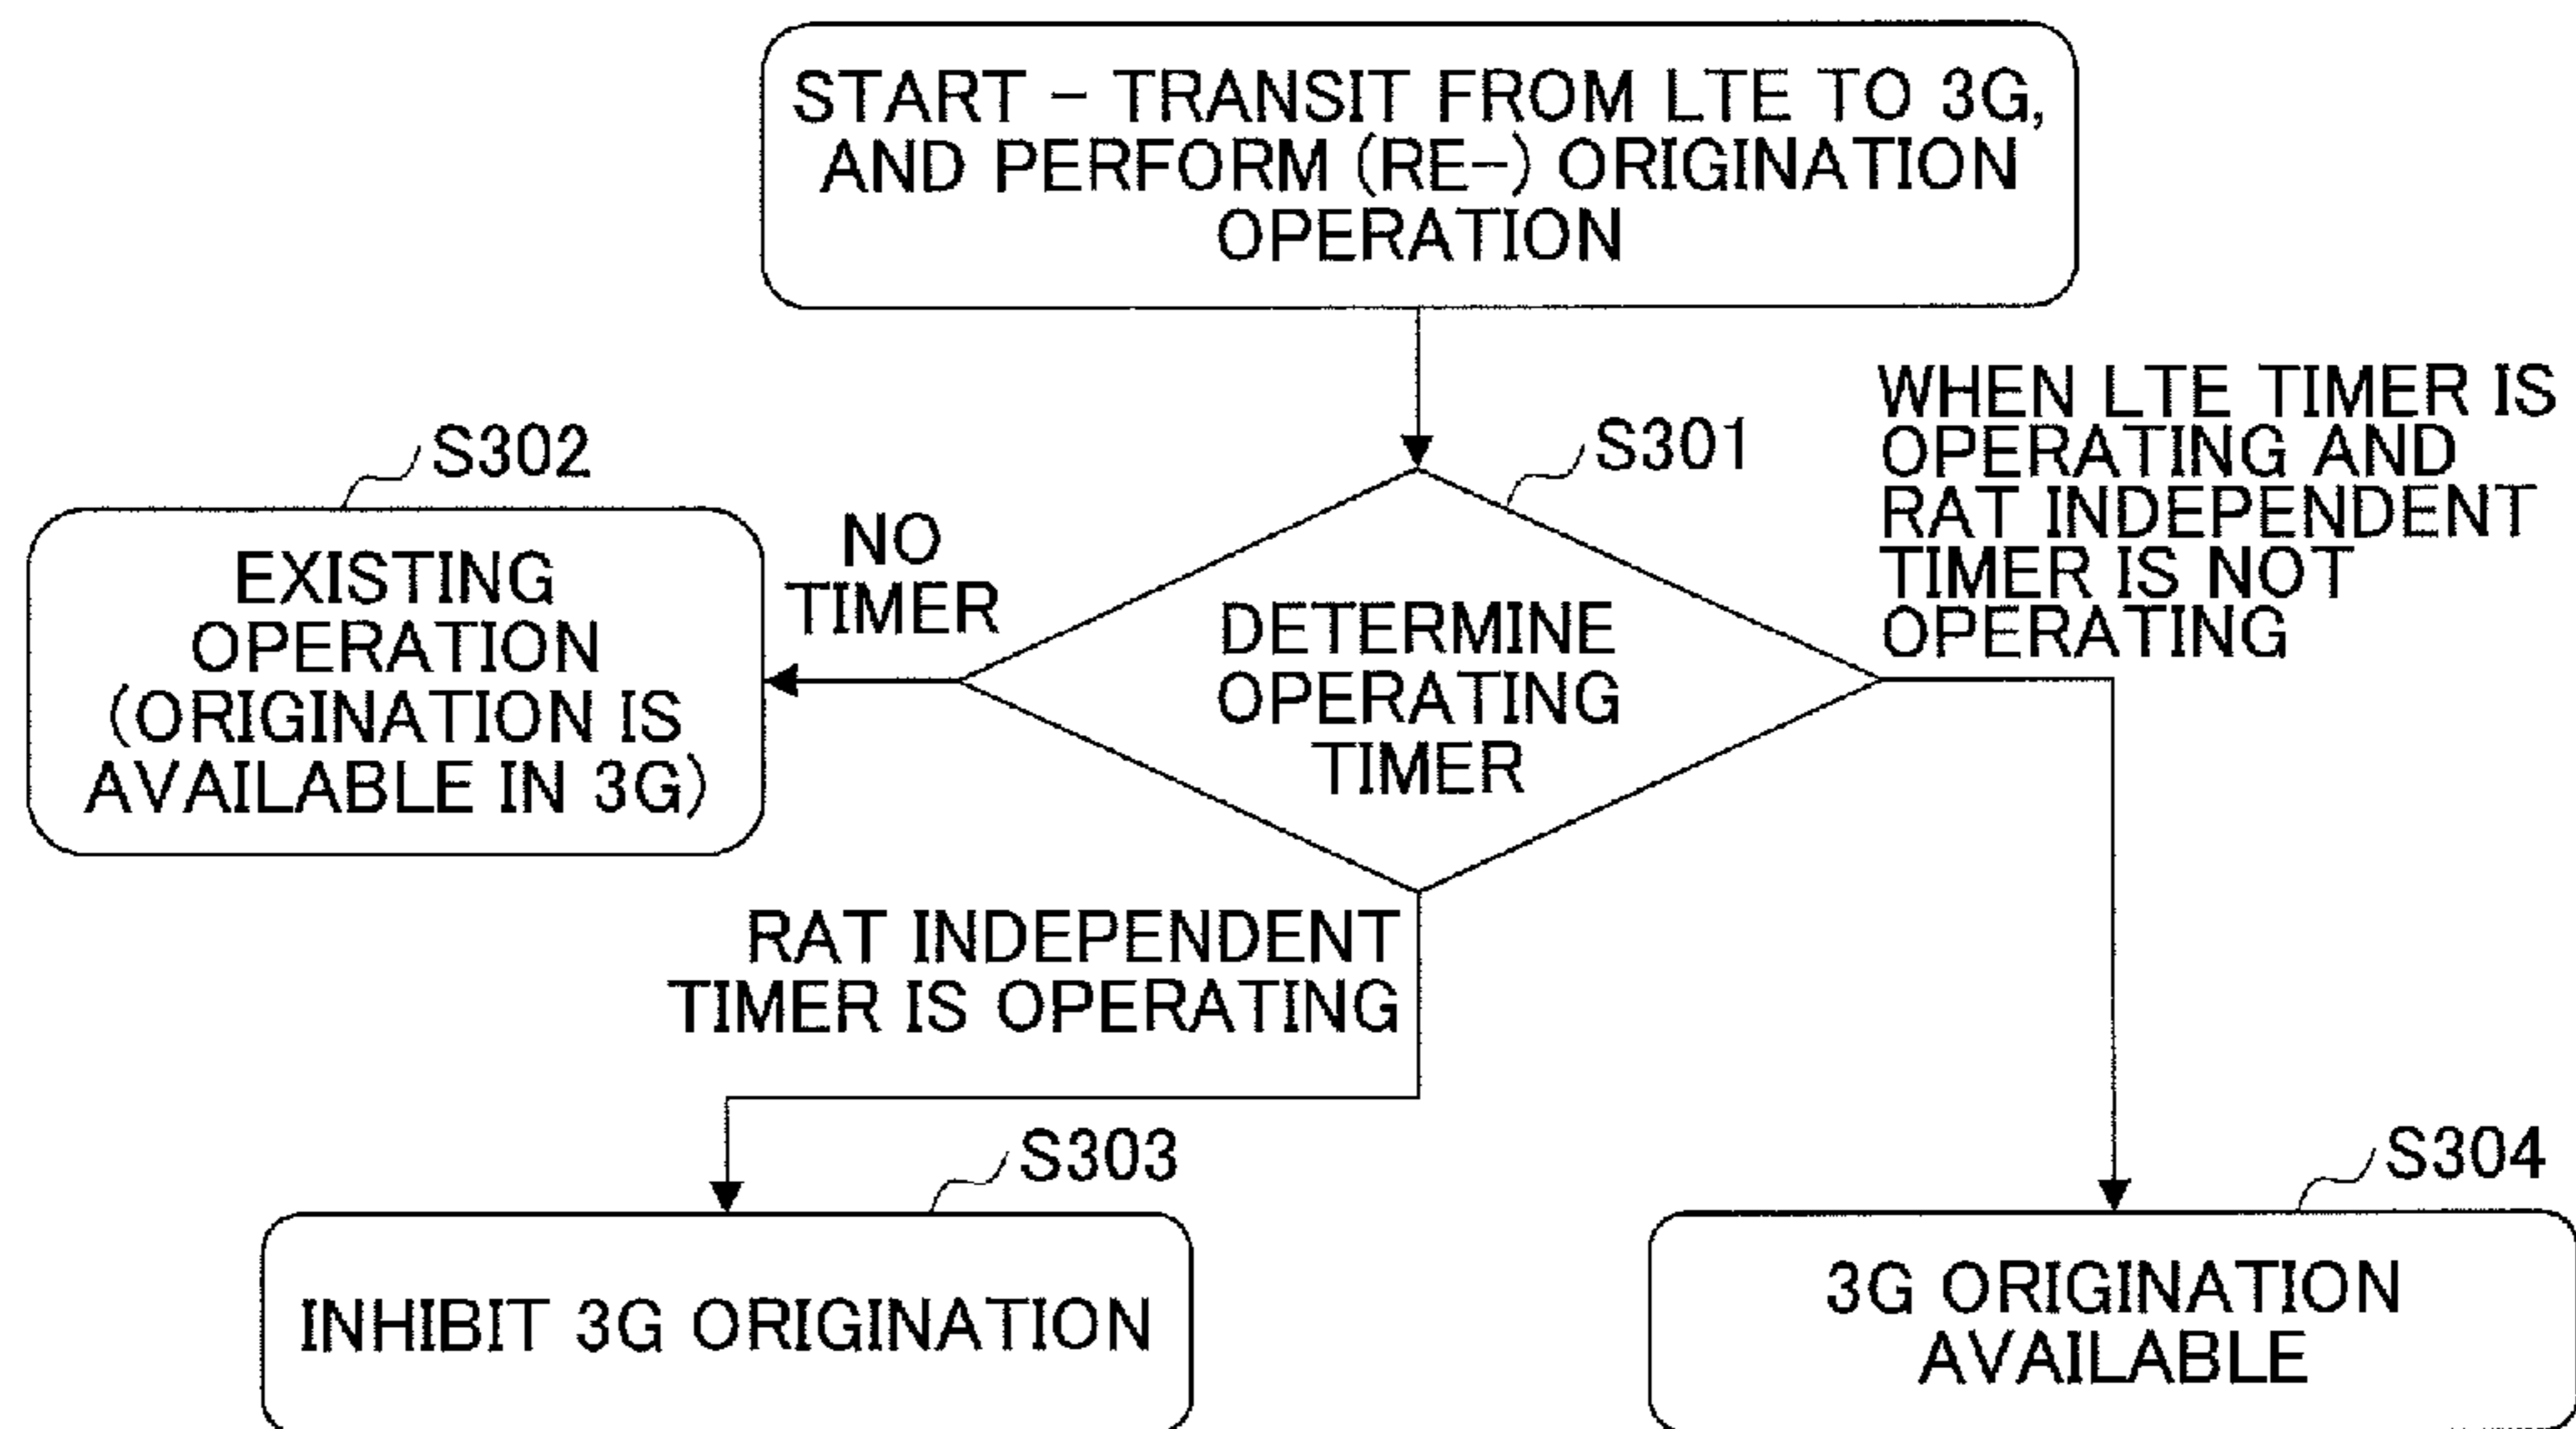 START – TRANSIT FROM LTE TO 3G,
AND PERFORM (RE-) ORIGINATION
OPERATION
WHEN LTE TIMER IS
OPERATING AND
RAT INDEPENDENT
TIMER IS NOT
OPERATING
S301
S302
NO
TIMER
EXISTING
OPERATION
(ORIGINATION IS
AVAILABLE IN 3G)
DETERMINE
OPERATING
TIMER
RAT INDEPENDENT
TIMER IS OPERATING
S303
INHIBIT 3G ORIGINATION
S304
3G ORIGINATION
AVAILABLE